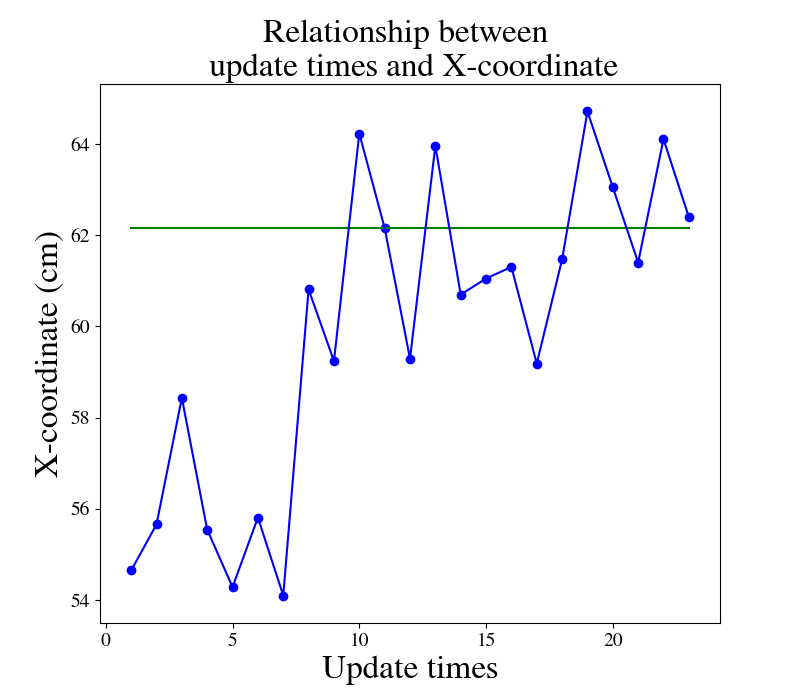 Relationship between
update times and X-coordinate
X-coordinate (cm)
64
62
60
58
56
54
0 5 10 15 20
Update times